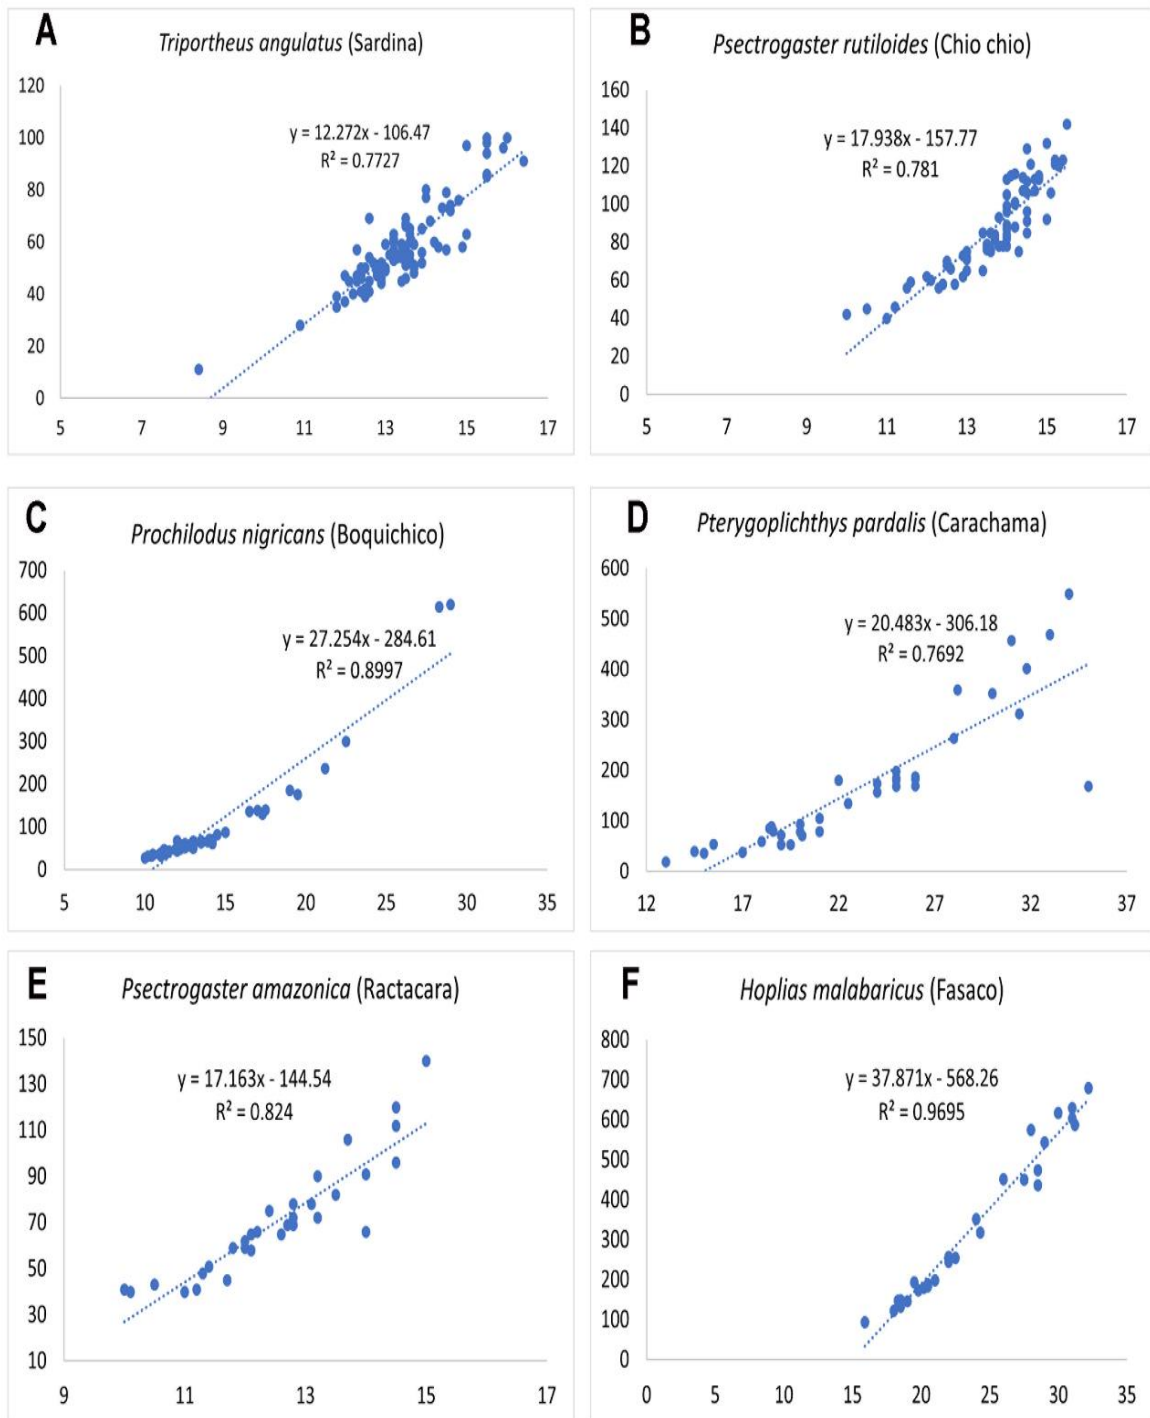 A
Triportheus angulatus (Sardina)
y = 12.272x - 106.47
R² = 0.7727
120
100
80
60
40
20
0
5 7 9 11 13 15 17
B
Psectrogaster rutiloides (Chio chio)
y = 17.938x - 157.77
R² = 0.781
160
140
120
100
80
60
40
20
0
5 7 9 11 13 15 17
C
Prochilodus nigricans (Boquichico)
y = 27.254x - 284.61
R² = 0.8997
700
600
500
400
300
200
100
0
5 10 15 20 25 30 35
D
Pterygoplichthys pardalis (Carachama)
y = 20.483x - 306.18
R² = 0.7692
600
500
400
300
200
100
0
12 17 22 27 32 37
E
Psectrogaster amazonica (Ractacara)
y = 17.163x - 144.54
R² = 0.824
150
130
110
90
70
50
30
10
9 11 13 15 17
F
Hoplias malabaricus (Fasaco)
y = 37.871x - 568.26
R² = 0.9695
800
700
600
500
400
300
200
100
0
0 5 10 15 20 25 30 35